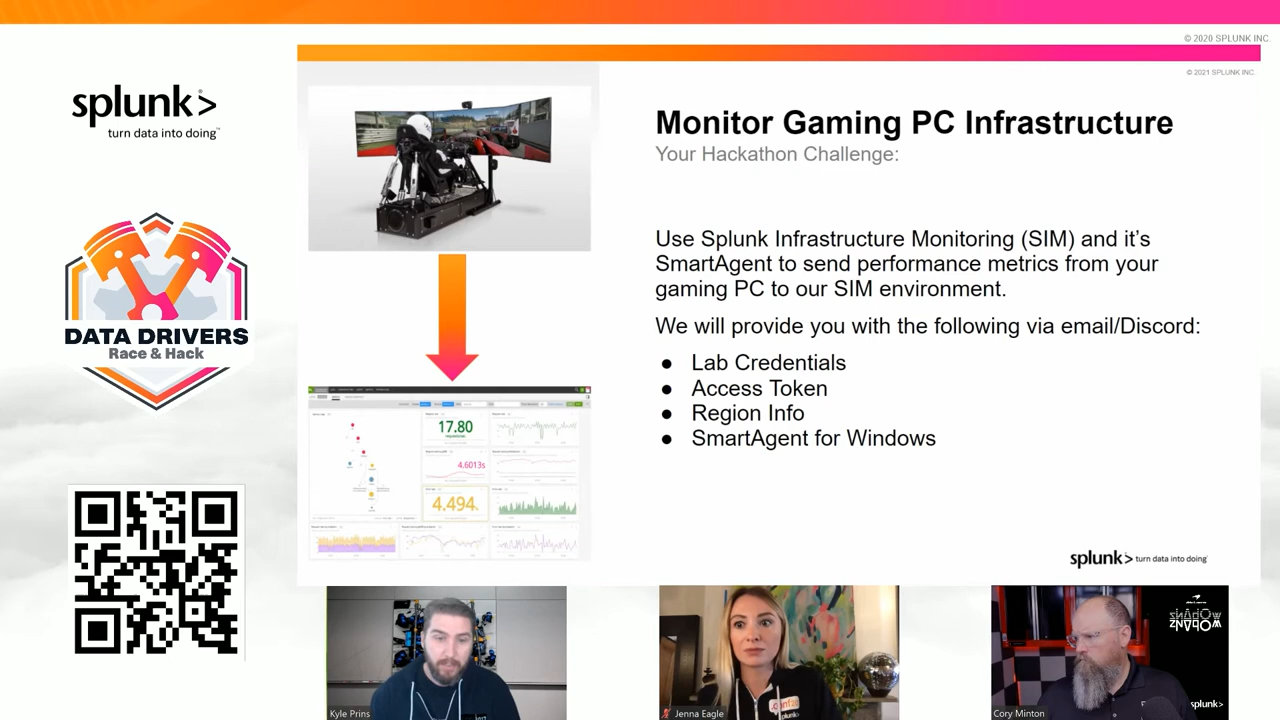 © 2020 SPLUNK INC.
© 2021 SPLUNK INC.
splunk>
turn data into doing™
DATA DRIVERS
Race & Hack
Monitor Gaming PC Infrastructure
Your Hackathon Challenge:
Use Splunk Infrastructure Monitoring (SIM) and it's
SmartAgent to send performance metrics from your
gaming PC to our SIM environment.
We will provide you with the following via email/Discord:
● Lab Credentials
● Access Token
● Region Info
● SmartAgent for Windows
17.80
4.6013s
4.494
splunk> turn data into doing
Kyle Prins
Jenna Eagle
.conf20
splunk>
Cory Minton
splunk>